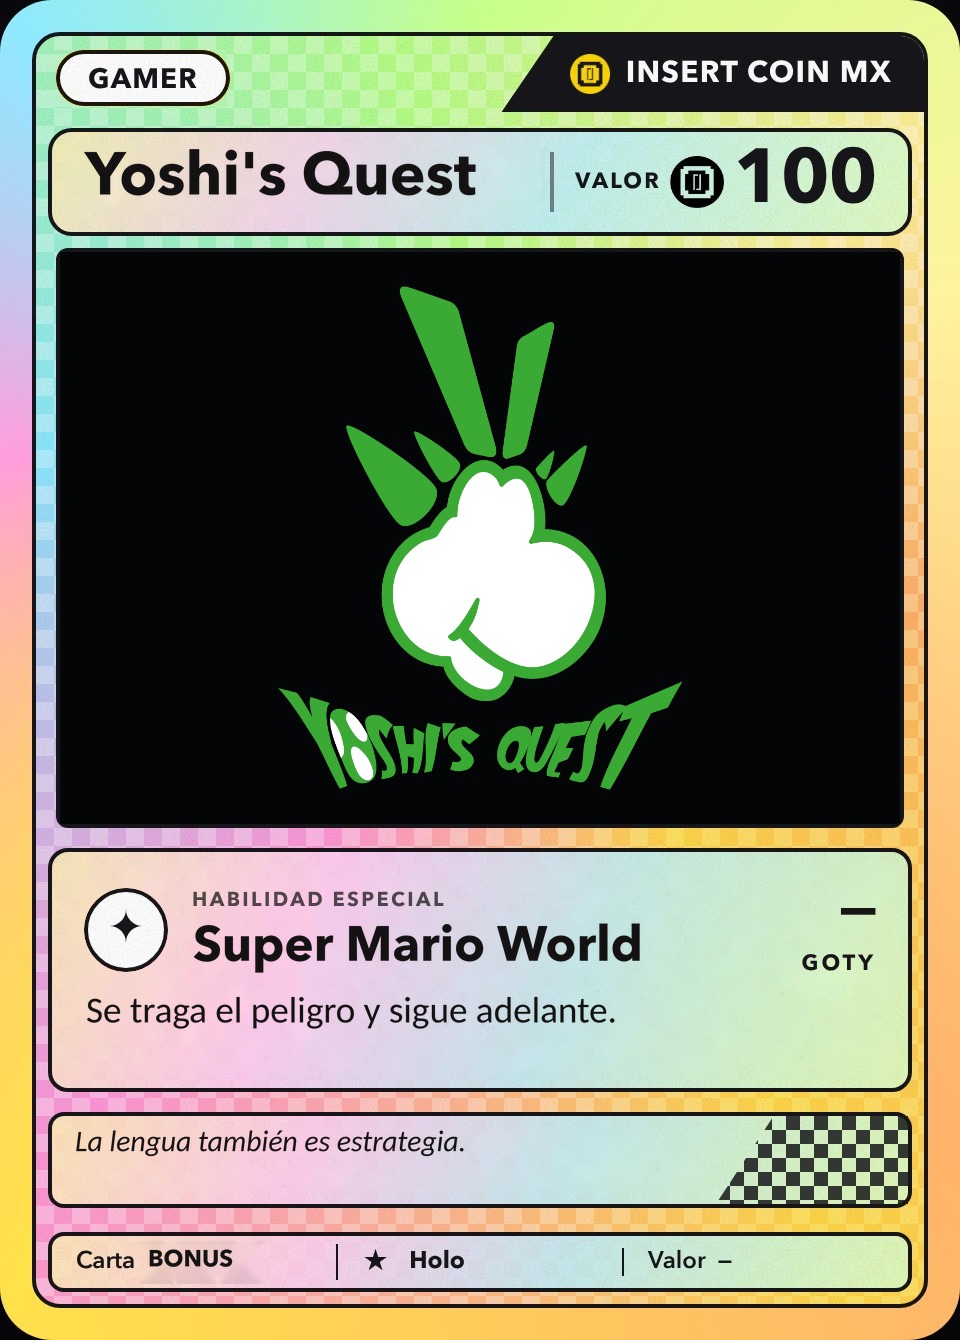 GAMER
INSERT COIN MX
Yoshi's Quest
VALOR 100
YOSHI'S QUEST
HABILIDAD ESPECIAL
Super Mario World
–
GOTY
Se traga el peligro y sigue adelante.
La lengua también es estrategia.
Carta BONUS
★ Holo
Valor –